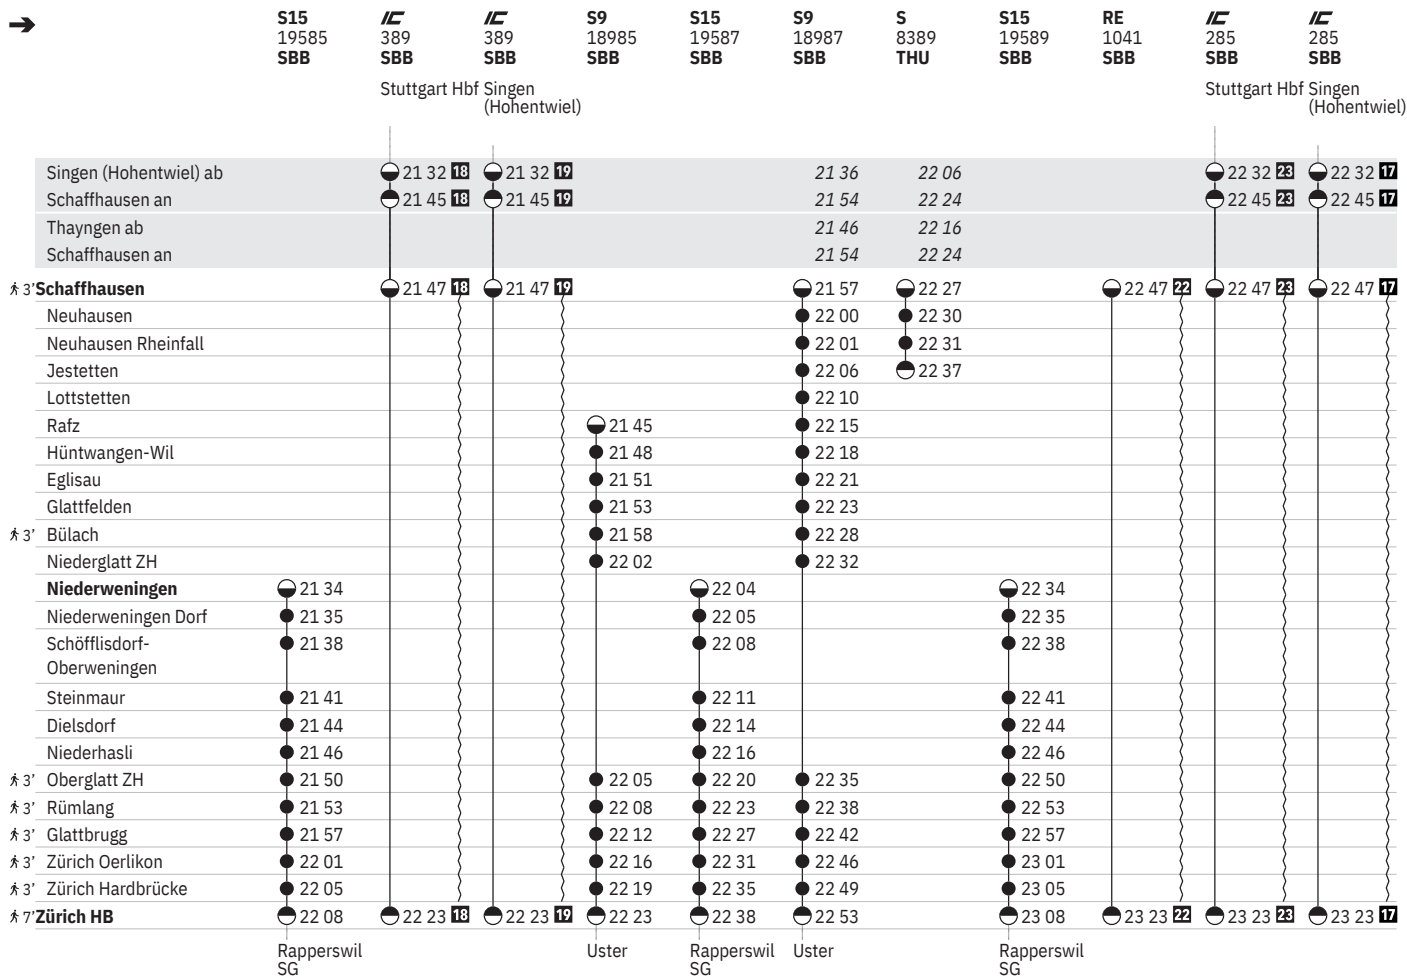 S15 IC IC S9 S15 S9 S S15 RE IC IC
19585 389 389 18985 19587 18987 8389 19589 1041 285 285
SBB SBB SBB SBB SBB SBB THU SBB SBB SBB SBB
Stuttgart Hbf Singen Stuttgart Hbf Singen
(Hohentwiel) (Hohentwiel)
Singen (Hohentwiel) ab 21 32 18 21 32 19 21 36 22 06 22 32 23 22 32 17
Schaffhausen an 21 45 18 21 45 19 21 54 22 24 22 45 23 22 45 17
Thayngen ab 21 46 22 16
Schaffhausen an 21 54 22 24
3' Schaffhausen 21 47 18 21 47 19 21 57 22 27 22 47 22 22 47 23 22 47 17
Neuhausen 22 00 22 30
Neuhausen Rheinfall 22 01 22 31
Jestetten 22 06 22 37
Lottstetten 22 10
Rafz 21 45 22 15
Hüntwangen-Wil 21 48 22 18
Eglisau 21 51 22 21
Glattfelden 21 53 22 23
3' Bülach 21 58 22 28
Niederglatt ZH 22 02 22 32
Niederweningen 21 34 22 04 22 34
Niederweningen Dorf 21 35 22 05 22 35
Schöfflisdorf- 21 38 22 08 22 38
Oberweningen
Steinmaur 21 41 22 11 22 41
Dielsdorf 21 44 22 14 22 44
Niederhasli 21 46 22 16 22 46
3' Oberglatt ZH 21 50 22 05 22 20 22 35 22 50
3' Rümlang 21 53 22 08 22 23 22 38 22 53
3' Glattbrugg 21 57 22 12 22 27 22 42 22 57
3' Zürich Oerlikon 22 01 22 16 22 31 22 46 23 01
3' Zürich Hardbrücke 22 05 22 19 22 35 22 49 23 05
7' Zürich HB 22 08 22 23 18 22 23 19 22 23 22 38 22 53 23 08 23 23 22 23 23 23 23 23 17
Rapperswil Uster Rapperswil Uster Rapperswil
SG SG SG